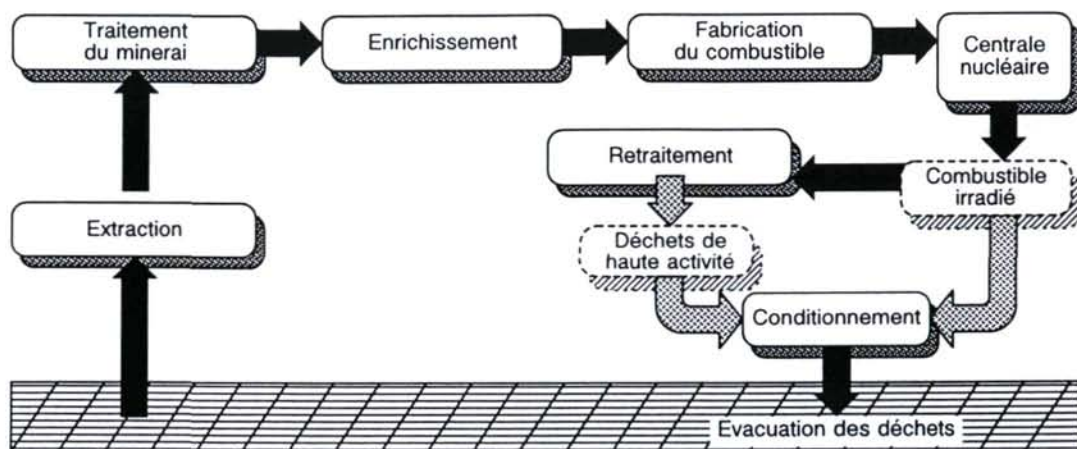 Traitement
du minerai
Enrichissement
Fabrication
du combustible
Centrale
nucléaire
Retraitement
Combustible
irradié
Extraction
Déchets de
haute activité
Conditionnement
Evacuation des déchets